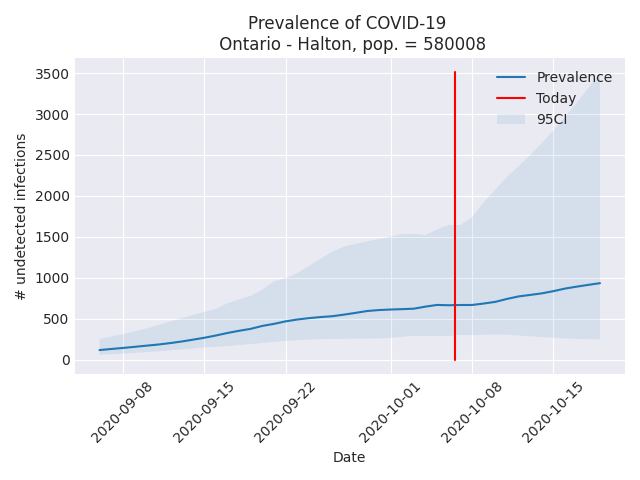 Prevalence of COVID-19
Ontario - Halton, pop. = 580008
Prevalence
Today
95CI
3500
3000
2500
2000
1500
1000
500
0
# undetected infections
2020-09-08
2020-09-15
2020-09-22
2020-10-01
2020-10-08
2020-10-15
Date